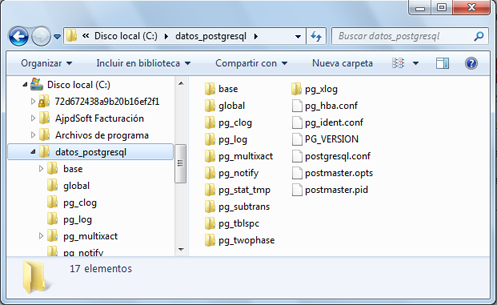 « Disco local (C:) ▸ datos_postgresql ▸
Buscar datos_postgresql
Organizar Incluir en biblioteca Compartir con Nueva carpeta
Disco local (C:)
72d672438a9b20b16ef2f1
AjpdSoft Facturación
Archivos de programa
datos_postgresql
base
global
pg_clog
pg_log
pg_multixact
pg_notify
base
global
pg_clog
pg_log
pg_multixact
pg_notify
pg_stat_tmp
pg_subtrans
pg_tblspc
pg_twophase
pg_xlog
pg_hba.conf
pg_ident.conf
PG_VERSION
postgresql.conf
postmaster.opts
postmaster.pid
17 elementos